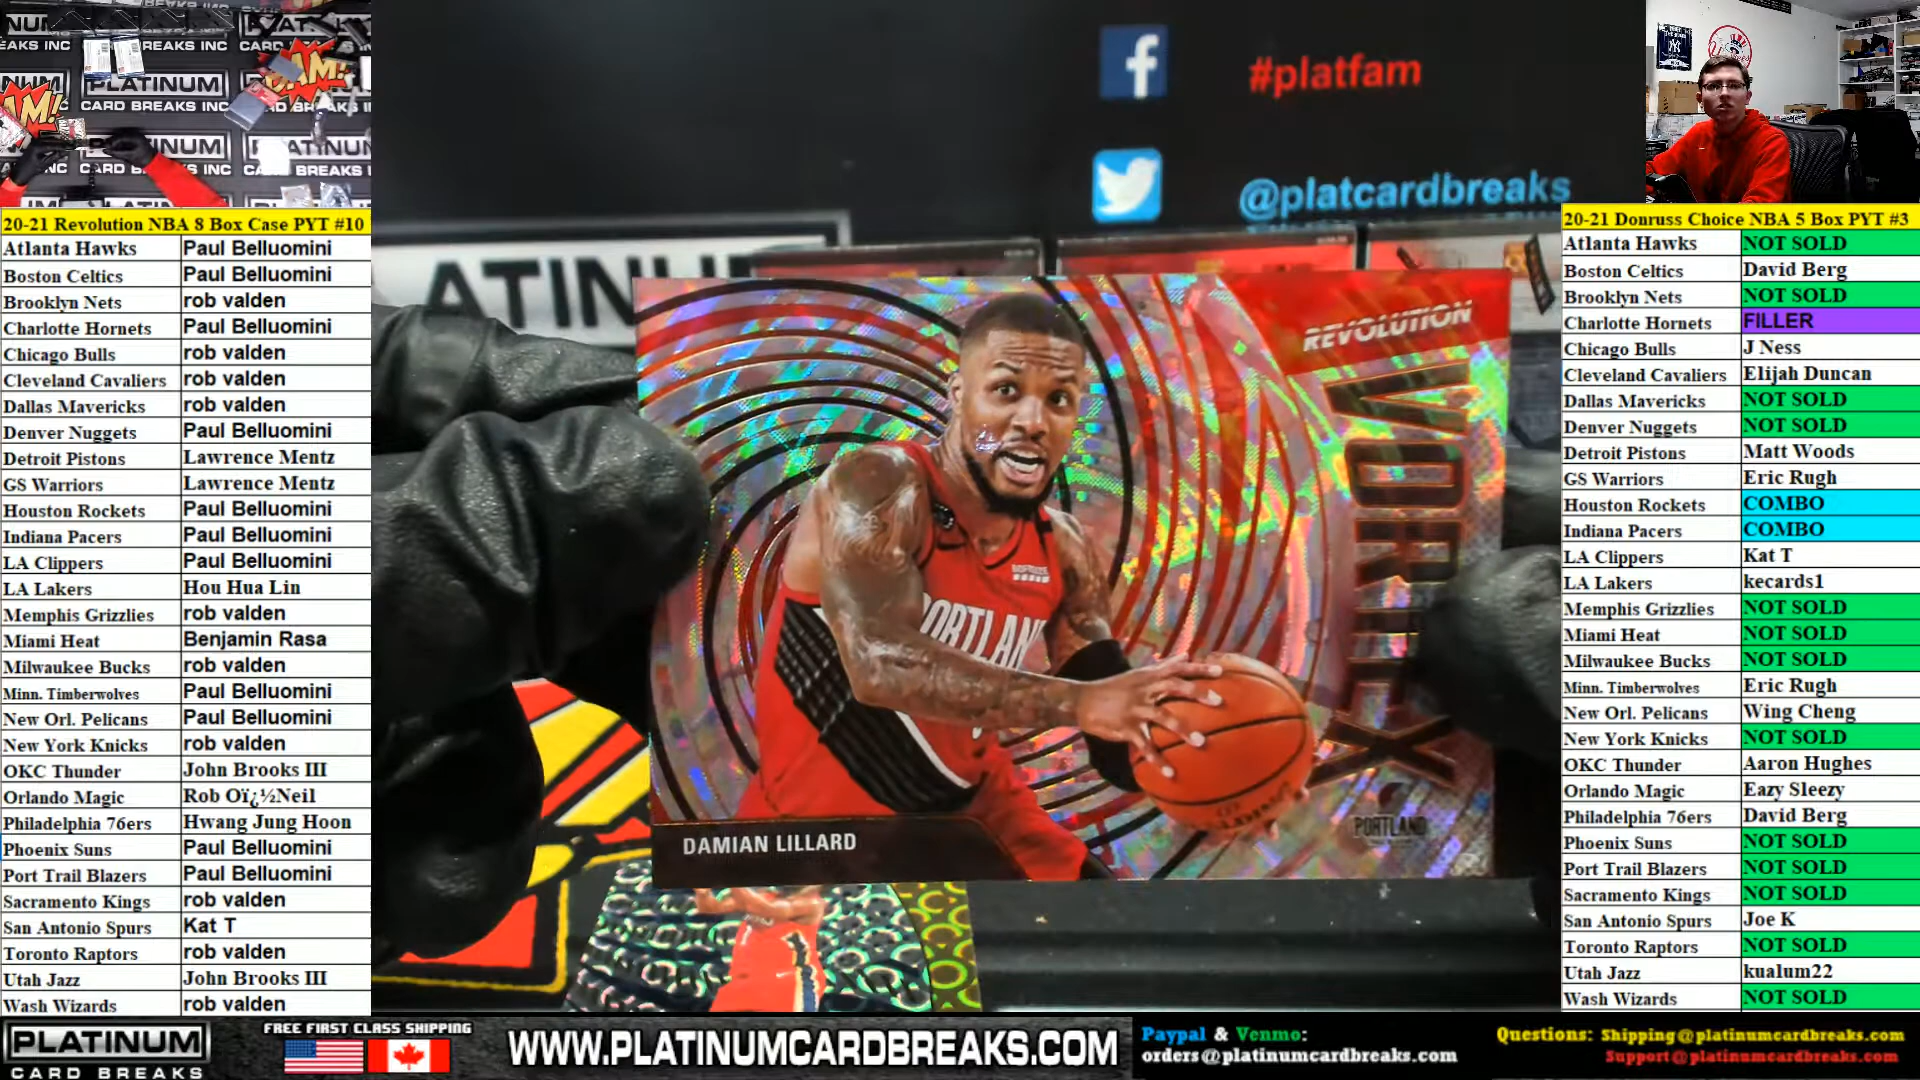 PLATINUM
CARD BREAKS INC
#platfam
@platcardbreaks
ATINU
REVOLUTION
VORTEX
PORTLAN
DAMIAN LILLARD
PORTLAND
20-21 Revolution NBA 8 Box Case PYT #10
Atlanta Hawks Paul Belluomini
Boston Celtics Paul Belluomini
Brooklyn Nets rob valden
Charlotte Hornets Paul Belluomini
Chicago Bulls rob valden
Cleveland Cavaliers rob valden
Dallas Mavericks rob valden
Denver Nuggets Paul Belluomini
Detroit Pistons Lawrence Mentz
GS Warriors Lawrence Mentz
Houston Rockets Paul Belluomini
Indiana Pacers Paul Belluomini
LA Clippers Paul Belluomini
LA Lakers Hou Hua Lin
Memphis Grizzlies rob valden
Miami Heat Benjamin Rasa
Milwaukee Bucks rob valden
Minn. Timberwolves Paul Belluomini
New Orl. Pelicans Paul Belluomini
New York Knicks rob valden
OKC Thunder John Brooks III
Orlando Magic Rob Oï¿½Neil
Philadelphia 76ers Hwang Jung Hoon
Phoenix Suns Paul Belluomini
Port Trail Blazers Paul Belluomini
Sacramento Kings rob valden
San Antonio Spurs Kat T
Toronto Raptors rob valden
Utah Jazz John Brooks III
Wash Wizards rob valden
20-21 Donruss Choice NBA 5 Box PYT #3
Atlanta Hawks NOT SOLD
Boston Celtics David Berg
Brooklyn Nets NOT SOLD
Charlotte Hornets FILLER
Chicago Bulls J Ness
Cleveland Cavaliers Elijah Duncan
Dallas Mavericks NOT SOLD
Denver Nuggets NOT SOLD
Detroit Pistons Matt Woods
GS Warriors Eric Rugh
Houston Rockets COMBO
Indiana Pacers COMBO
LA Clippers Kat T
LA Lakers kecards1
Memphis Grizzlies NOT SOLD
Miami Heat NOT SOLD
Milwaukee Bucks NOT SOLD
Minn. Timberwolves Eric Rugh
New Orl. Pelicans Wing Cheng
New York Knicks NOT SOLD
OKC Thunder Aaron Hughes
Orlando Magic Eazy Sleezy
Philadelphia 76ers David Berg
Phoenix Suns NOT SOLD
Port Trail Blazers NOT SOLD
Sacramento Kings NOT SOLD
San Antonio Spurs Joe K
Toronto Raptors NOT SOLD
Utah Jazz kualum22
Wash Wizards NOT SOLD
PLATINUM
CARD BREAKS
FREE FIRST CLASS SHIPPING
WWW.PLATINUMCARDBREAKS.COM
Paypal & Venmo:
orders@platinumcardbreaks.com
Questions: Shipping@platinumcardbreaks.com
Support@platinumcardbreaks.com